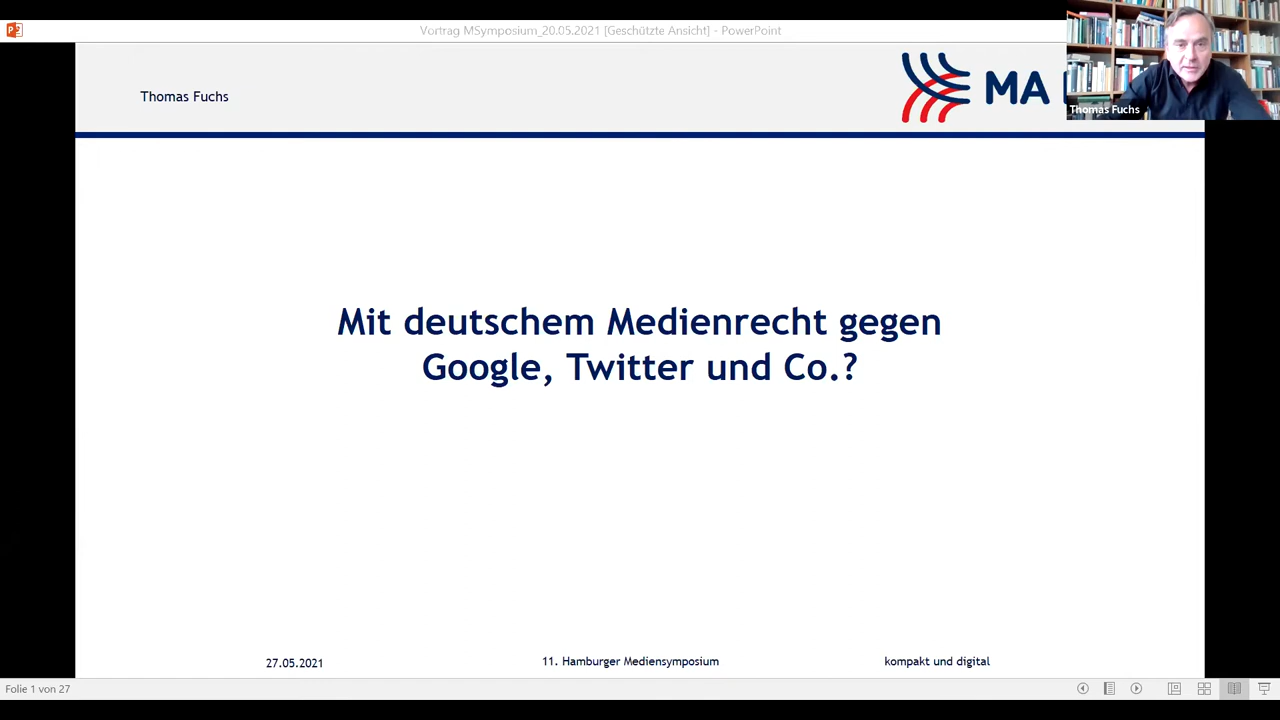 Vortrag MSymposium_20.05.2021 [Geschützte Ansicht] - PowerPoint
Thomas Fuchs
MA
Thomas Fuchs
Mit deutschem Medienrecht gegen
Google, Twitter und Co.?
27.05.2021
11. Hamburger Mediensymposium
kompakt und digital
Folie 1 von 27